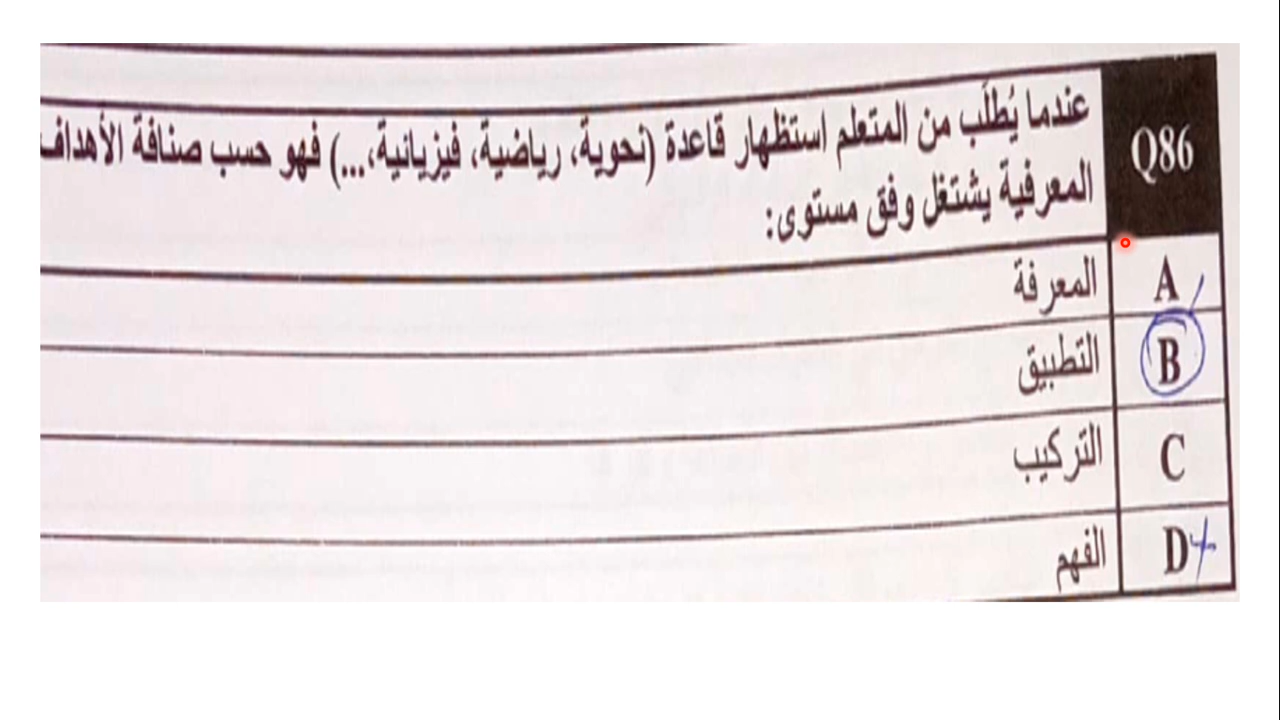 Q86
عندما يُطلَب من المتعلم استظهار قاعدة (نحوية، رياضية، فيزيائية،...) فهو حسب صنافة الأهداف
المعرفية يشتغل وفق مستوى:
A المعرفة
B التطبيق
C التركيب
D الفهم